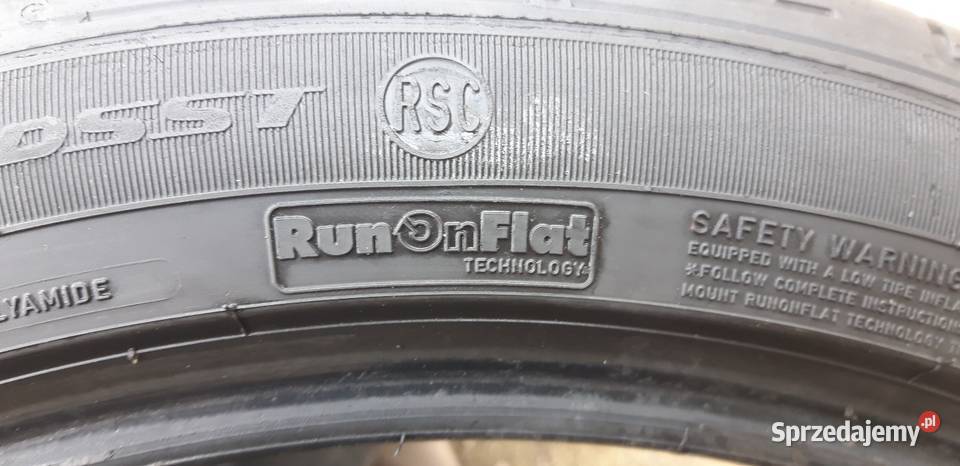 DSST
RSC
RunOnFlat
TECHNOLOGY
LYAMIDE
SAFETY WARNING
EQUIPPED WITH A LOW TIRE INFLA
*FOLLOW COMPLETE INSTRUCTION
MOUNT RUNONFLAT TECHNOLOGY
Sprzedajemy.pl